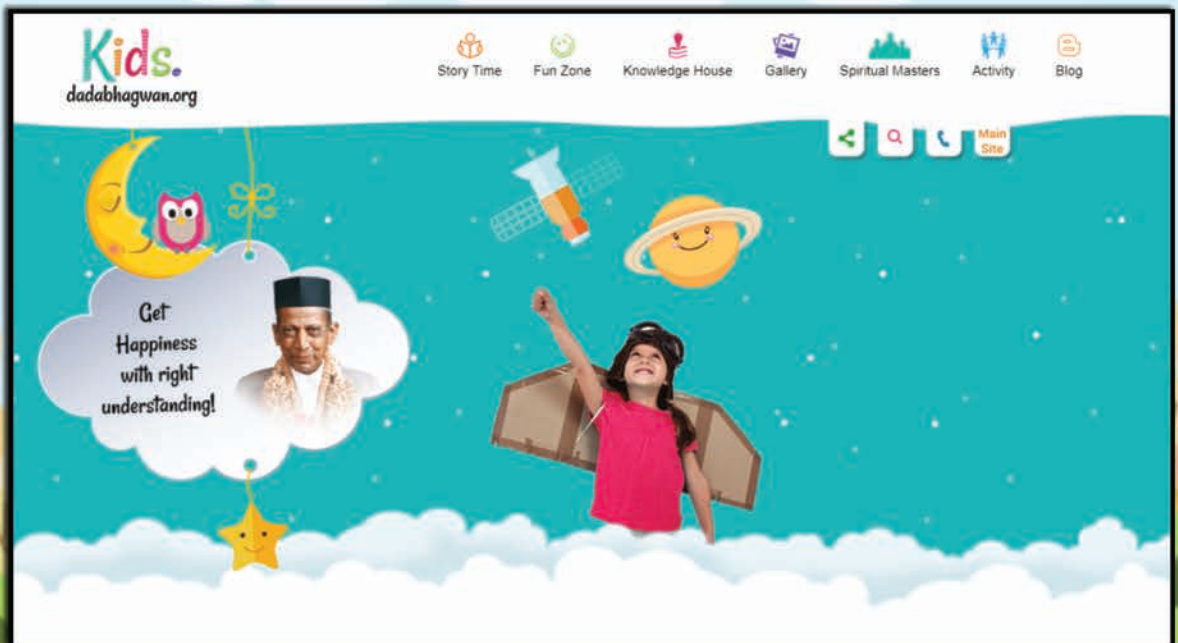 Kids.
dadabhagwan.org
Story Time
Fun Zone
Knowledge House
Gallery
Spiritual Masters
Activity
Blog
Main
Site
Get
Happiness
with right
understanding!